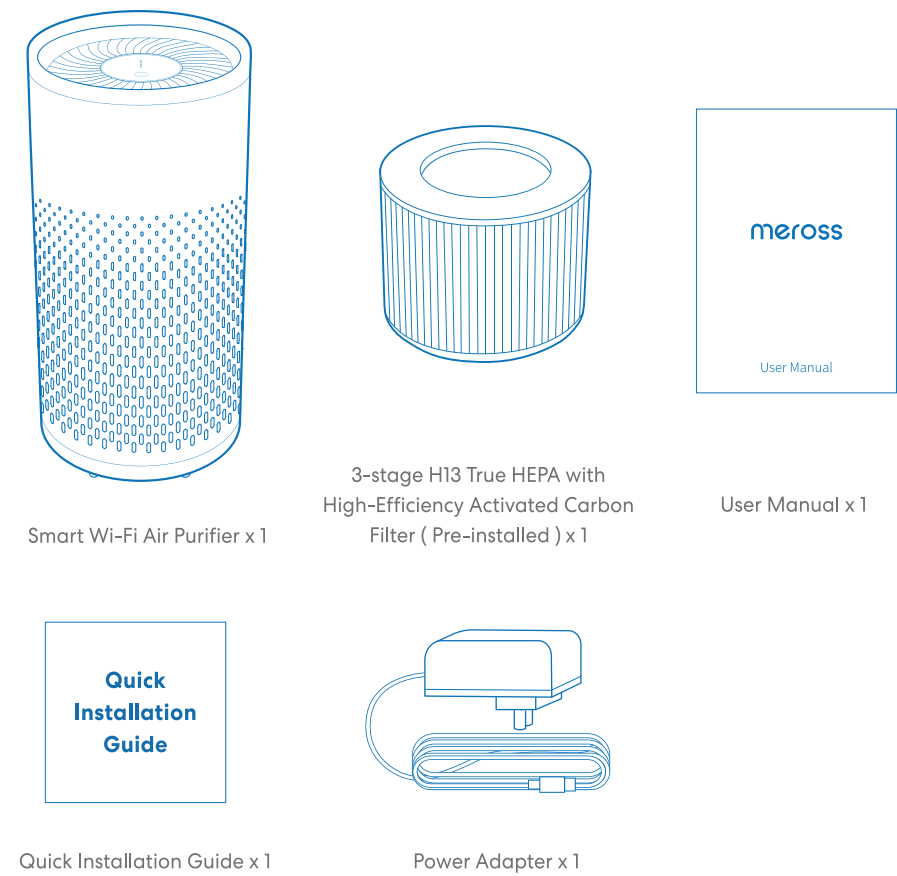 meross
User Manual
Smart Wi-Fi Air Purifier x 1
3-stage H13 True HEPA with
High-Efficiency Activated Carbon
Filter ( Pre-installed ) x 1
User Manual x 1
Quick
Installation
Guide
Quick Installation Guide x 1
Power Adapter x 1